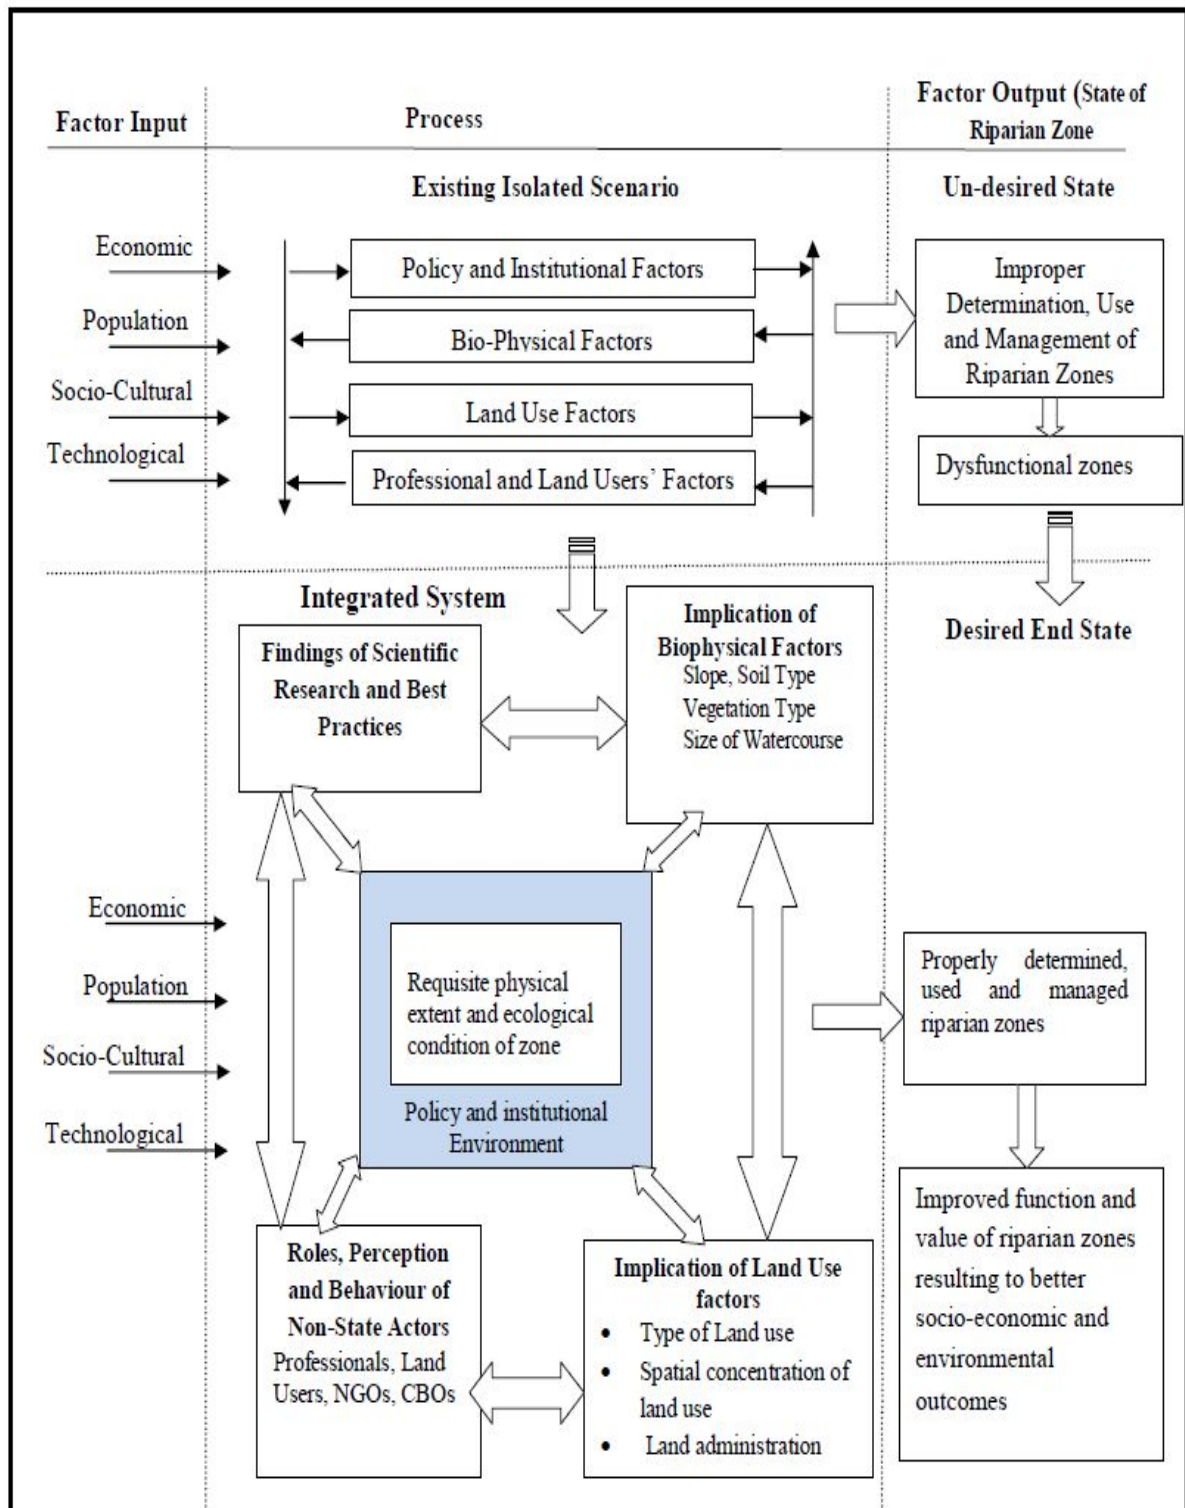 Factor Input
Process
Factor Output (State of
Riparian Zone
Existing Isolated Scenario
Un-desired State
Economic
Population
Socio-Cultural
Technological
Policy and Institutional Factors
Bio-Physical Factors
Land Use Factors
Professional and Land Users’ Factors
Improper
Determination, Use
and Management of
Riparian Zones
Dysfunctional zones
Integrated System
Desired End State
Findings of Scientific
Research and Best
Practices
Implication of
Biophysical Factors
Slope, Soil Type
Vegetation Type
Size of Watercourse
Economic
Population
Socio-Cultural
Technological
Requisite physical
extent and ecological
condition of zone
Policy and institutional
Environment
Properly determined,
used and managed
riparian zones
Roles, Perception
and Behaviour of
Non-State Actors
Professionals, Land
Users, NGOs, CBOs
Implication of Land Use
factors
• Type of Land use
• Spatial concentration of
land use
• Land administration
Improved function and
value of riparian zones
resulting to better
socio-economic and
environmental
outcomes